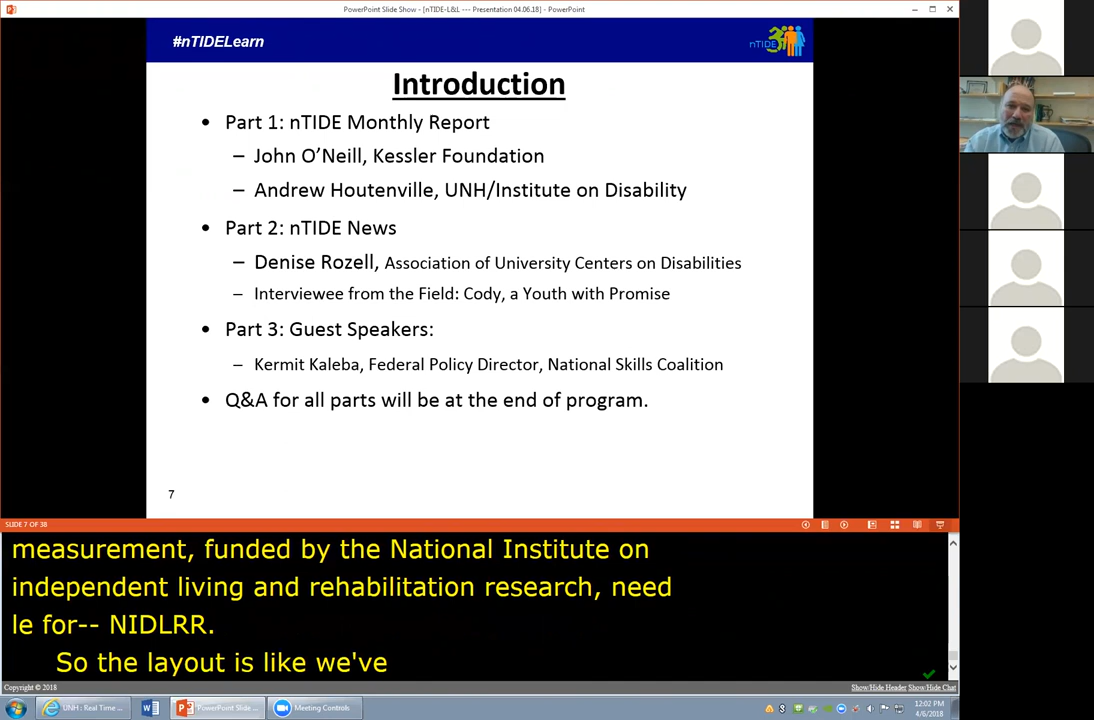 PowerPoint Slide Show - [nTIDE-L&L --- Presentation 04.06.18] - PowerPoint
#nTIDELearn
nTIDE
Introduction
• Part 1: nTIDE Monthly Report
– John O’Neill, Kessler Foundation
– Andrew Houtenville, UNH/Institute on Disability
• Part 2: nTIDE News
– Denise Rozell, Association of University Centers on Disabilities
– Interviewee from the Field: Cody, a Youth with Promise
• Part 3: Guest Speakers:
– Kermit Kaleba, Federal Policy Director, National Skills Coalition
• Q&A for all parts will be at the end of program.
7
SLIDE 7 OF 38
measurement, funded by the National Institute on
independent living and rehabilitation research, need
le for-- NIDLRR.
So the layout is like we've
Copyright © 2018
Show/Hide Header Show/Hide Chat
UNH : Real Time ...
PowerPoint Slide ...
Meeting Controls
12:02 PM
4/6/2018